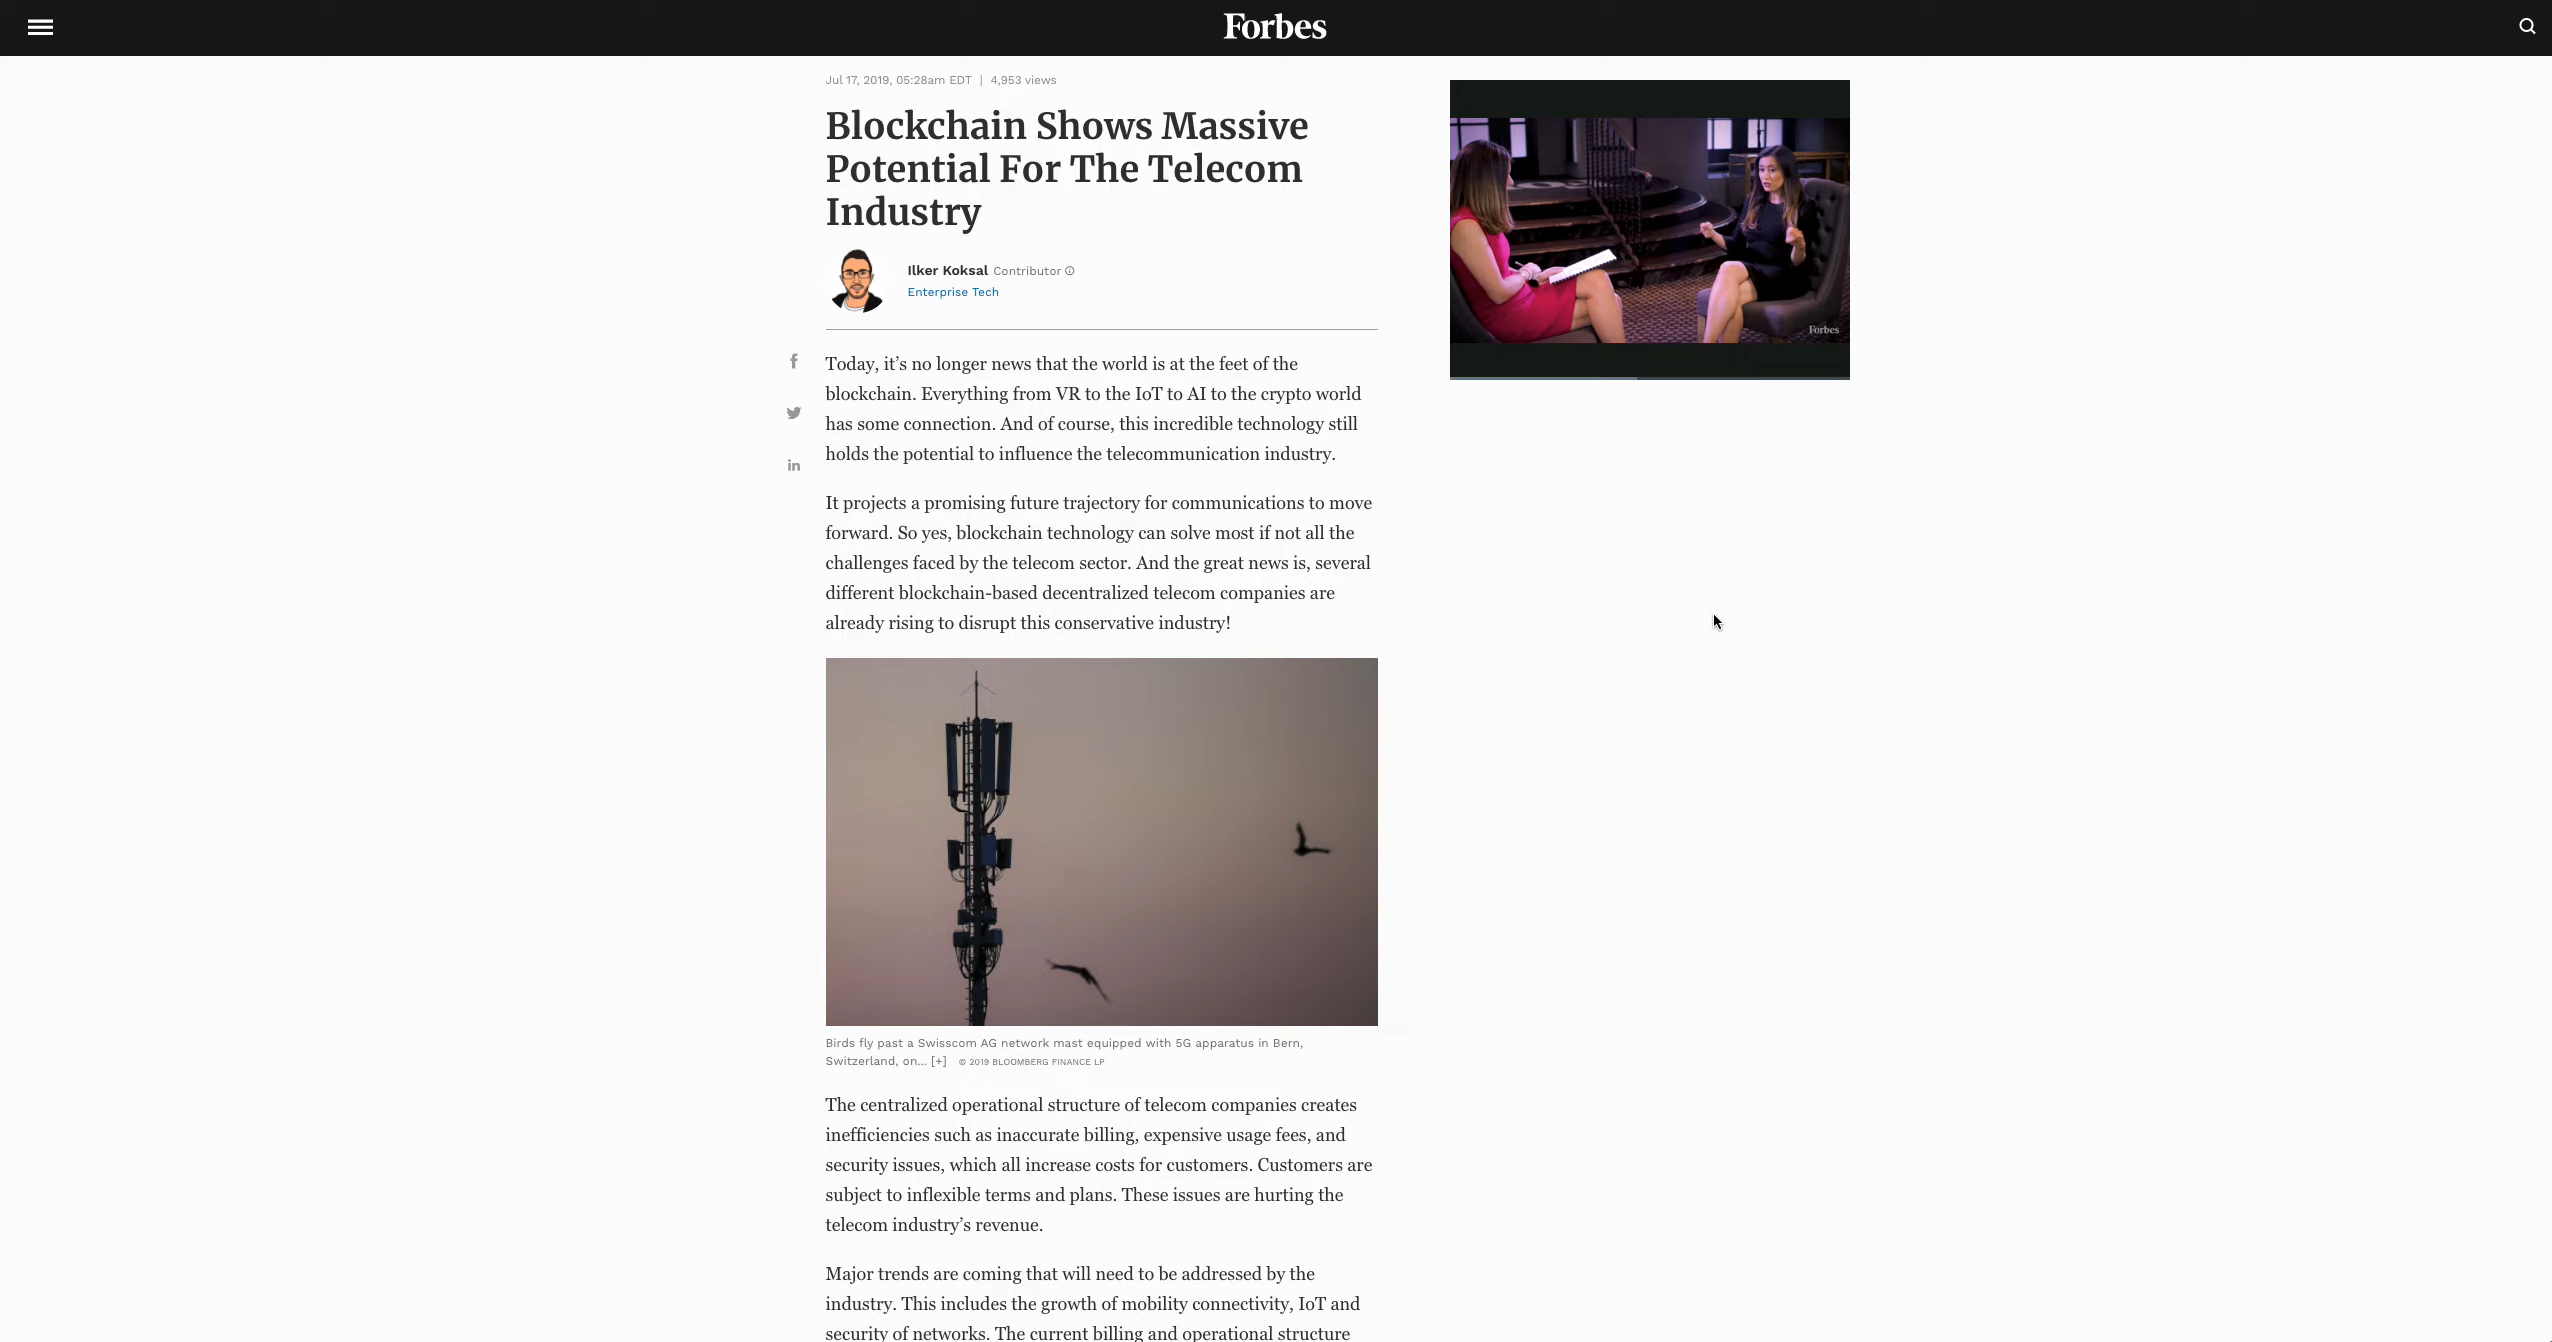 Forbes
Jul 17, 2019, 05:28am EDT | 4,953 views
Blockchain Shows Massive
Potential For The Telecom
Industry
Ilker Koksal Contributor
Enterprise Tech
Today, it’s no longer news that the world is at the feet of the
blockchain. Everything from VR to the IoT to AI to the crypto world
has some connection. And of course, this incredible technology still
holds the potential to influence the telecommunication industry.
It projects a promising future trajectory for communications to move
forward. So yes, blockchain technology can solve most if not all the
challenges faced by the telecom sector. And the great news is, several
different blockchain-based decentralized telecom companies are
already rising to disrupt this conservative industry!
Birds fly past a Swisscom AG network mast equipped with 5G apparatus in Bern,
Switzerland, on... [+] © 2019 BLOOMBERG FINANCE LP
The centralized operational structure of telecom companies creates
inefficiencies such as inaccurate billing, expensive usage fees, and
security issues, which all increase costs for customers. Customers are
subject to inflexible terms and plans. These issues are hurting the
telecom industry’s revenue.
Major trends are coming that will need to be addressed by the
industry. This includes the growth of mobility connectivity, IoT and
security of networks. The current billing and operational structure
Forbes